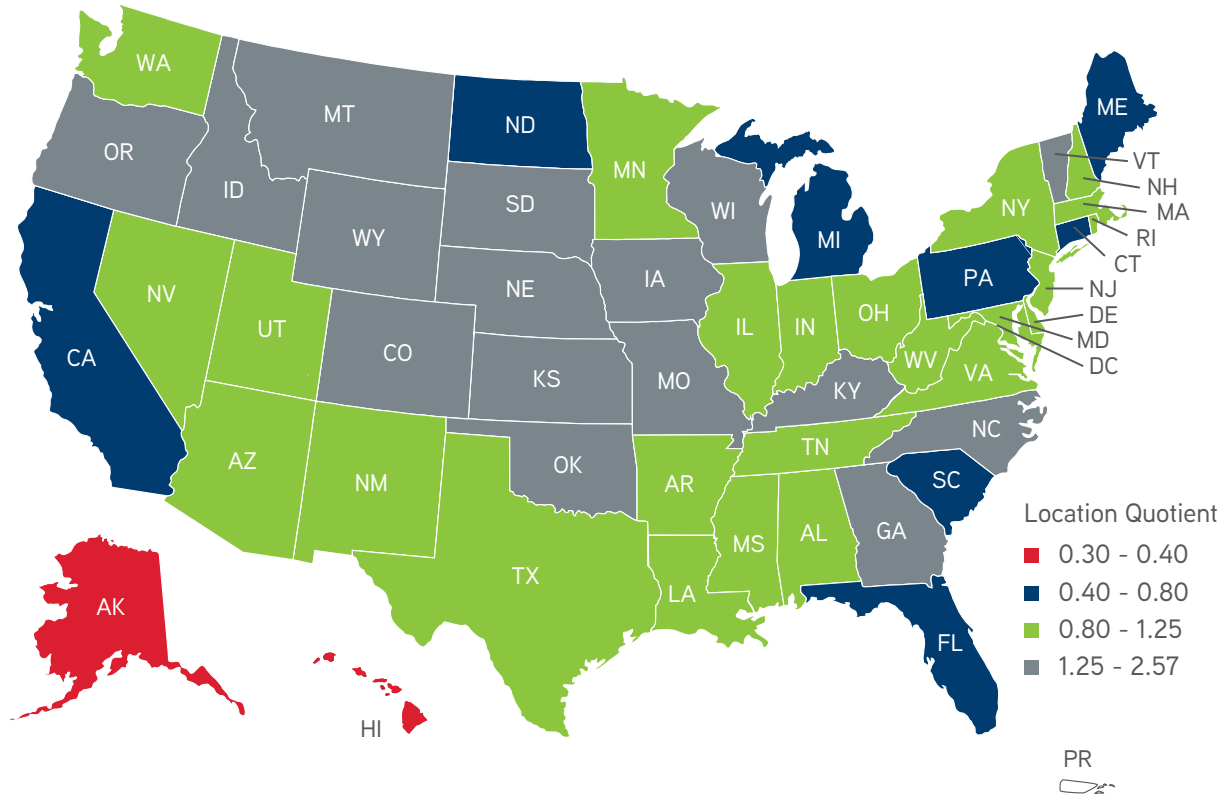 WA
MT
ND
ME
OR
MN
VT
ID
SD
WI
NY
NH
MA
WY
MI
RI
CT
NV
NE
IA
PA
NJ
UT
IL
IN
OH
DE
MD
CA
CO
KS
MO
WV
VA
DC
KY
AZ
NM
OK
AR
TN
NC
SC
MS
AL
GA
TX
LA
FL
AK
HI
PR
Location Quotient
0.30 - 0.40
0.40 - 0.80
0.80 - 1.25
1.25 - 2.57